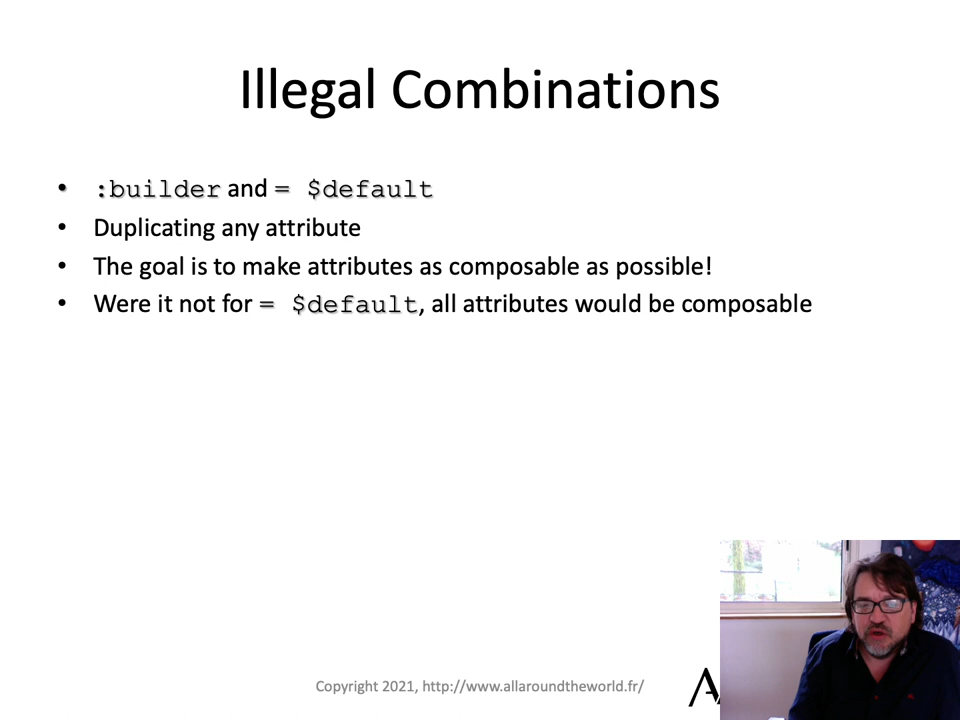 Illegal Combinations
• :builder and = $default
• Duplicating any attribute
• The goal is to make attributes as composable as possible!
• Were it not for = $default, all attributes would be composable
Copyright 2021, http://www.allaroundtheworld.fr/